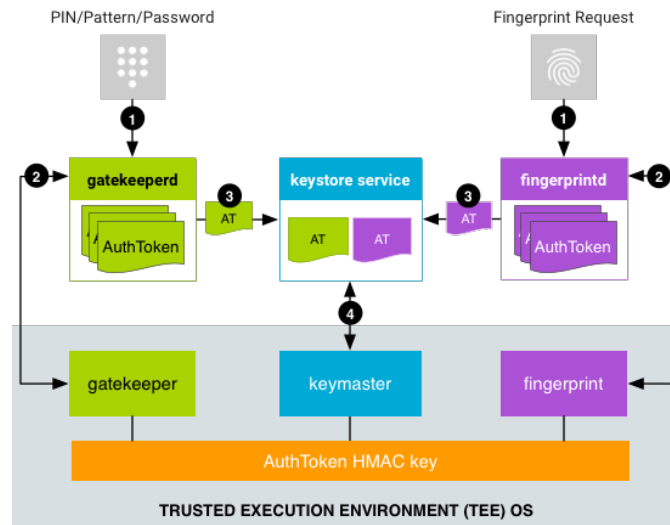 PIN/Pattern/Password
Fingerprint Request
1
1
2
gatekeeperd
3
AT
keystore service
3
AT
fingerprintd
2
A
A
AuthToken
AT
AT
A
A
AuthToken
4
gatekeeper
keymaster
fingerprint
AuthToken HMAC key
TRUSTED EXECUTION ENVIRONMENT (TEE) OS